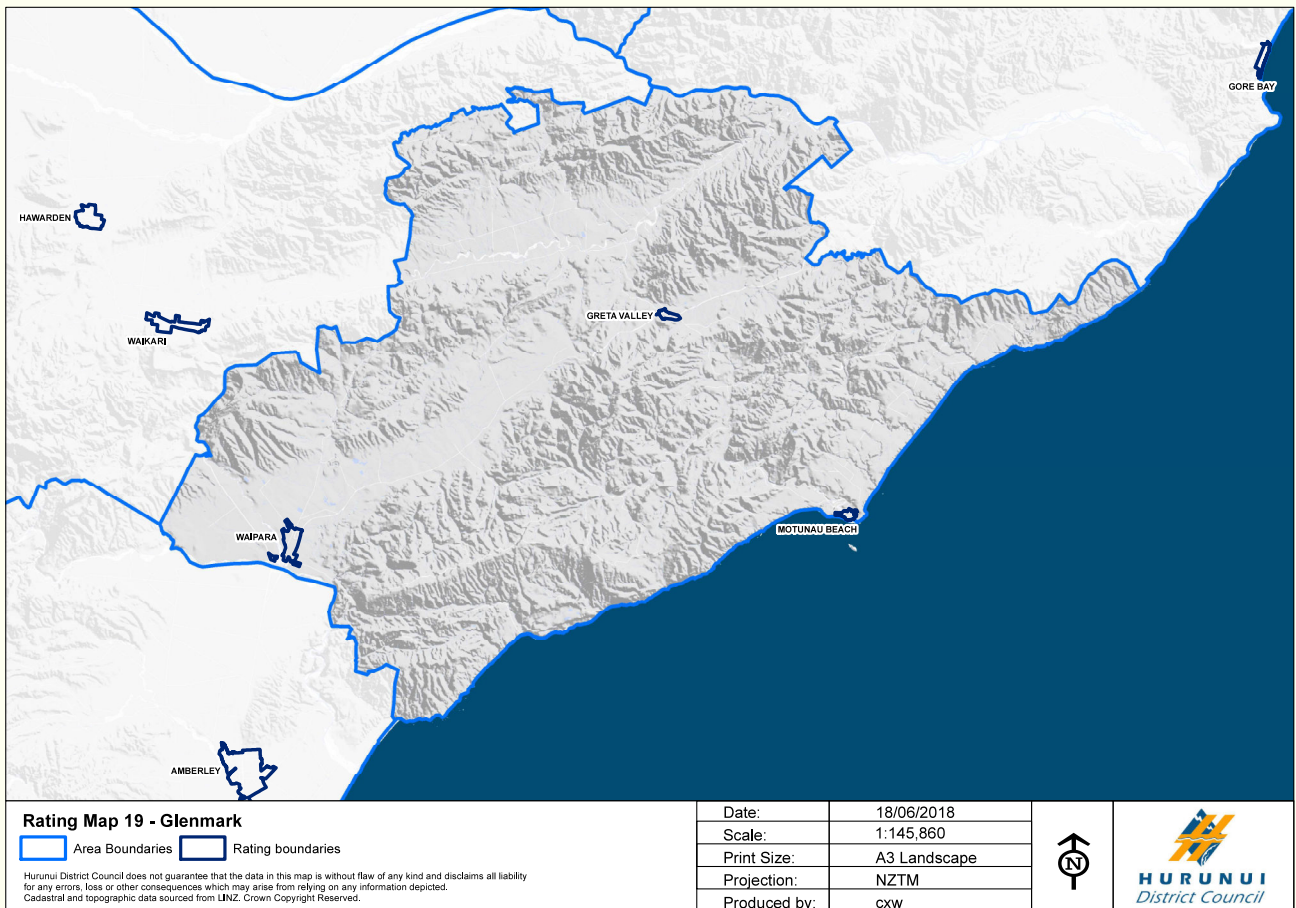 GORE BAY
HAWARDEN
GRETA VALLEY
WAIKARI
MOTUNAU BEACH
WAIPARA
AMBERLEY
Rating Map 19 - Glenmark
Area Boundaries
Rating boundaries
Hurunui District Council does not guarantee that the data in this map is without flaw of any kind and disclaims all liability
for any errors, loss or other consequences which may arise from relying on any information depicted.
Cadastral and topographic data sourced from LINZ. Crown Copyright Reserved.
Date: 18/06/2018
Scale: 1:145,860
Print Size: A3 Landscape
Projection: NZTM
Produced by: cxw
N
HURUNUI
District Council